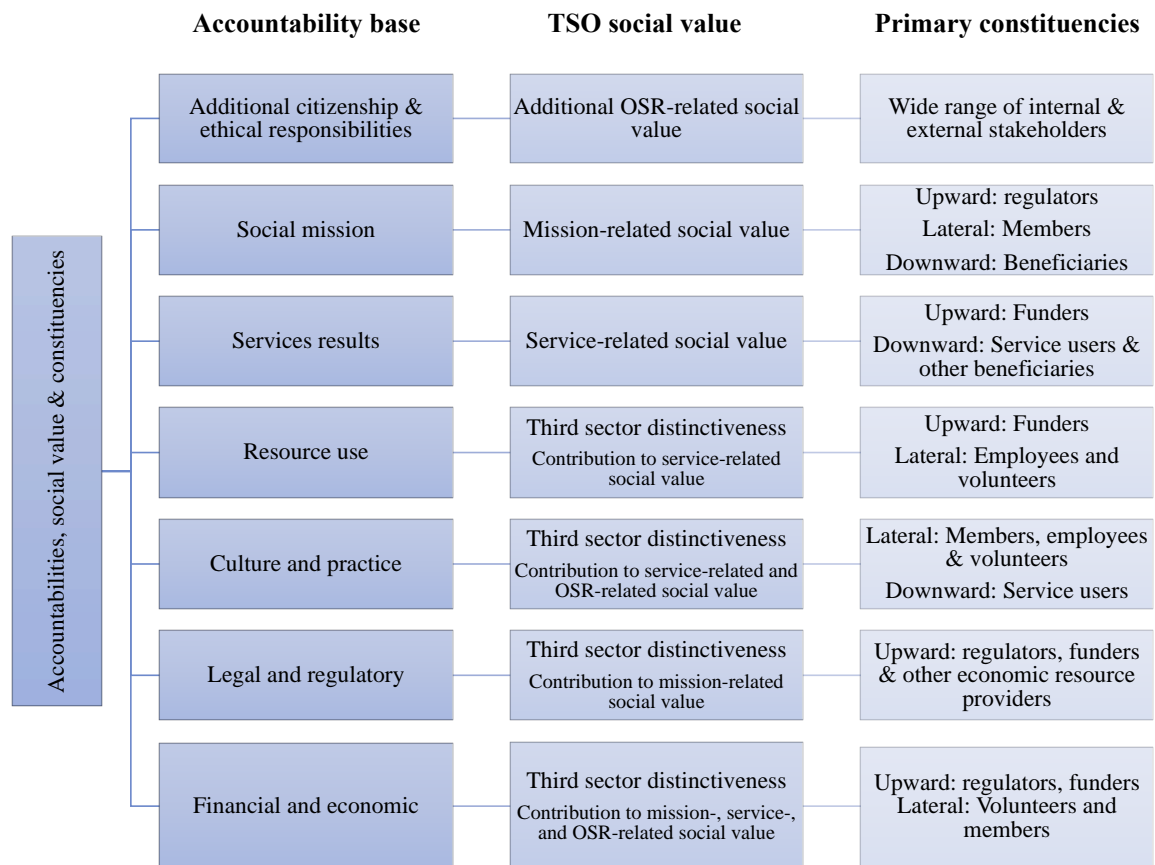 Accountability base
TSO social value
Primary constituencies
Accountabilities, social value & constituencies
Additional citizenship &
ethical responsibilities
Additional OSR-related social
value
Wide range of internal &
external stakeholders
Social mission
Mission-related social value
Upward: regulators
Lateral: Members
Downward: Beneficiaries
Services results
Service-related social value
Upward: Funders
Downward: Service users &
other beneficiaries
Resource use
Third sector distinctiveness
Contribution to service-related
social value
Upward: Funders
Lateral: Employees and
volunteers
Culture and practice
Third sector distinctiveness
Contribution to service-related and
OSR-related social value
Lateral: Members, employees
& volunteers
Downward: Service users
Legal and regulatory
Third sector distinctiveness
Contribution to mission-related
social value
Upward: regulators, funders
& other economic resource
providers
Financial and economic
Third sector distinctiveness
Contribution to mission-, service-,
and OSR-related social value
Upward: regulators, funders
Lateral: Volunteers and
members